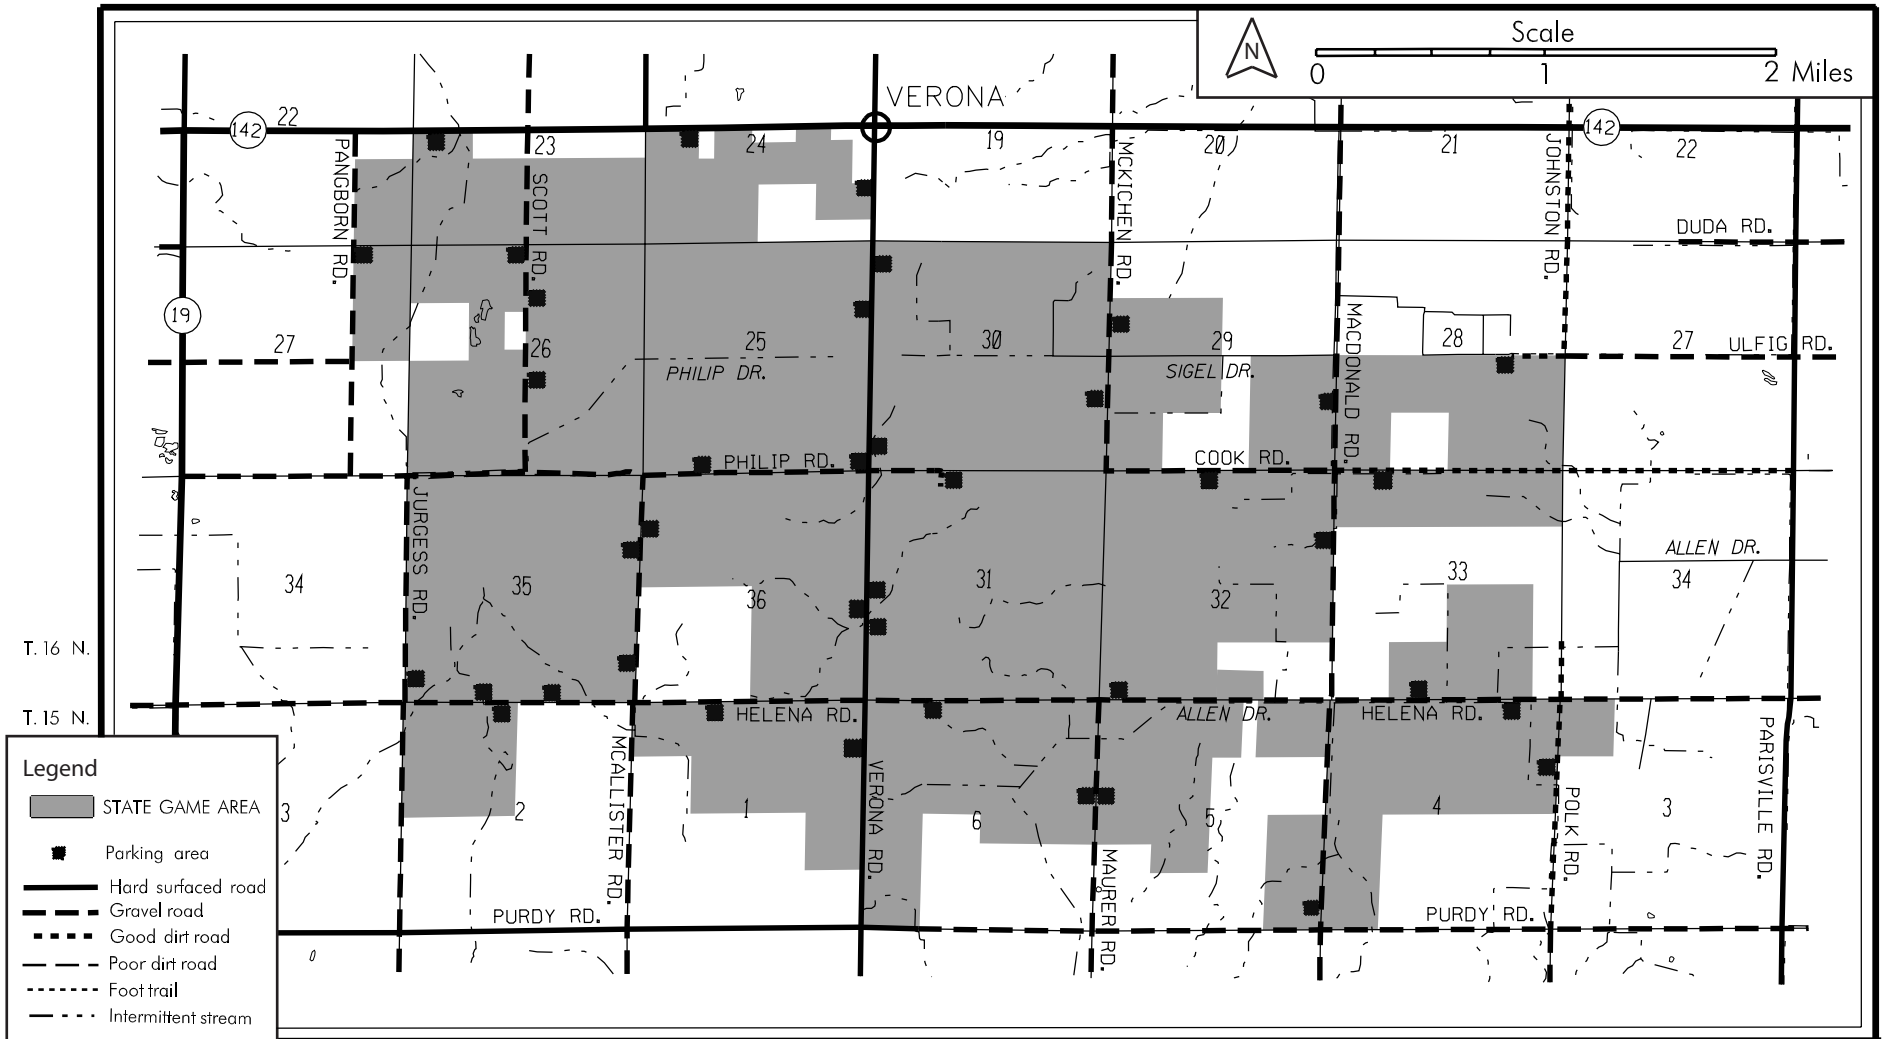 N
Scale
0 1 2 Miles
VERONA
142
22
23
24
19
20
21
142
22
PANGBORN RD.
SCOTT RD.
MCKICHEN RD.
JOHNSTON RD.
DUDA RD.
19
27
26
25
30
29
28
27
ULFIG RD.
PHILIP DR.
SIGEL DR.
MACDONALD RD.
PHILIP RD.
COOK RD.
JURGESS RD.
ALLEN DR.
34
35
36
31
32
33
34
T. 16 N.
T. 15 N.
HELENA RD.
ALLEN DR.
HELENA RD.
MCALLISTER RD.
VERONA RD.
MAURER RD.
POLK RD.
PARISVILLE RD.
3
2
1
6
5
4
3
PURDY RD.
PURDY RD.
Legend
STATE GAME AREA
Parking area
Hard surfaced road
Gravel road
Good dirt road
Poor dirt road
Foot trail
Intermittent stream